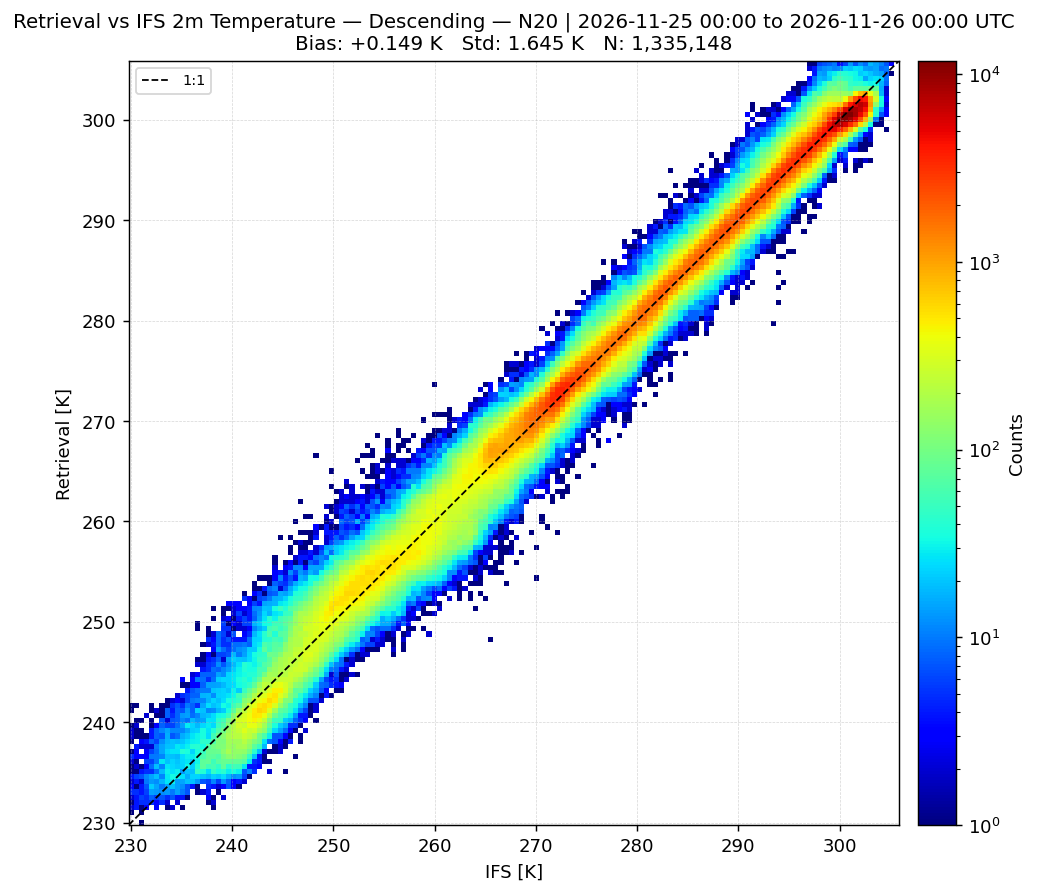 Retrieval vs IFS 2m Temperature — Descending — N20 | 2026-11-25 00:00 to 2026-11-26 00:00 UTC
Bias: +0.149 K   Std: 1.645 K   N: 1,335,148
1:1
300
290
280
270
260
250
240
230
Retrieval [K]
230 240 250 260 270 280 290 300
IFS [K]
10⁴
10³
10²
10¹
10⁰
Counts